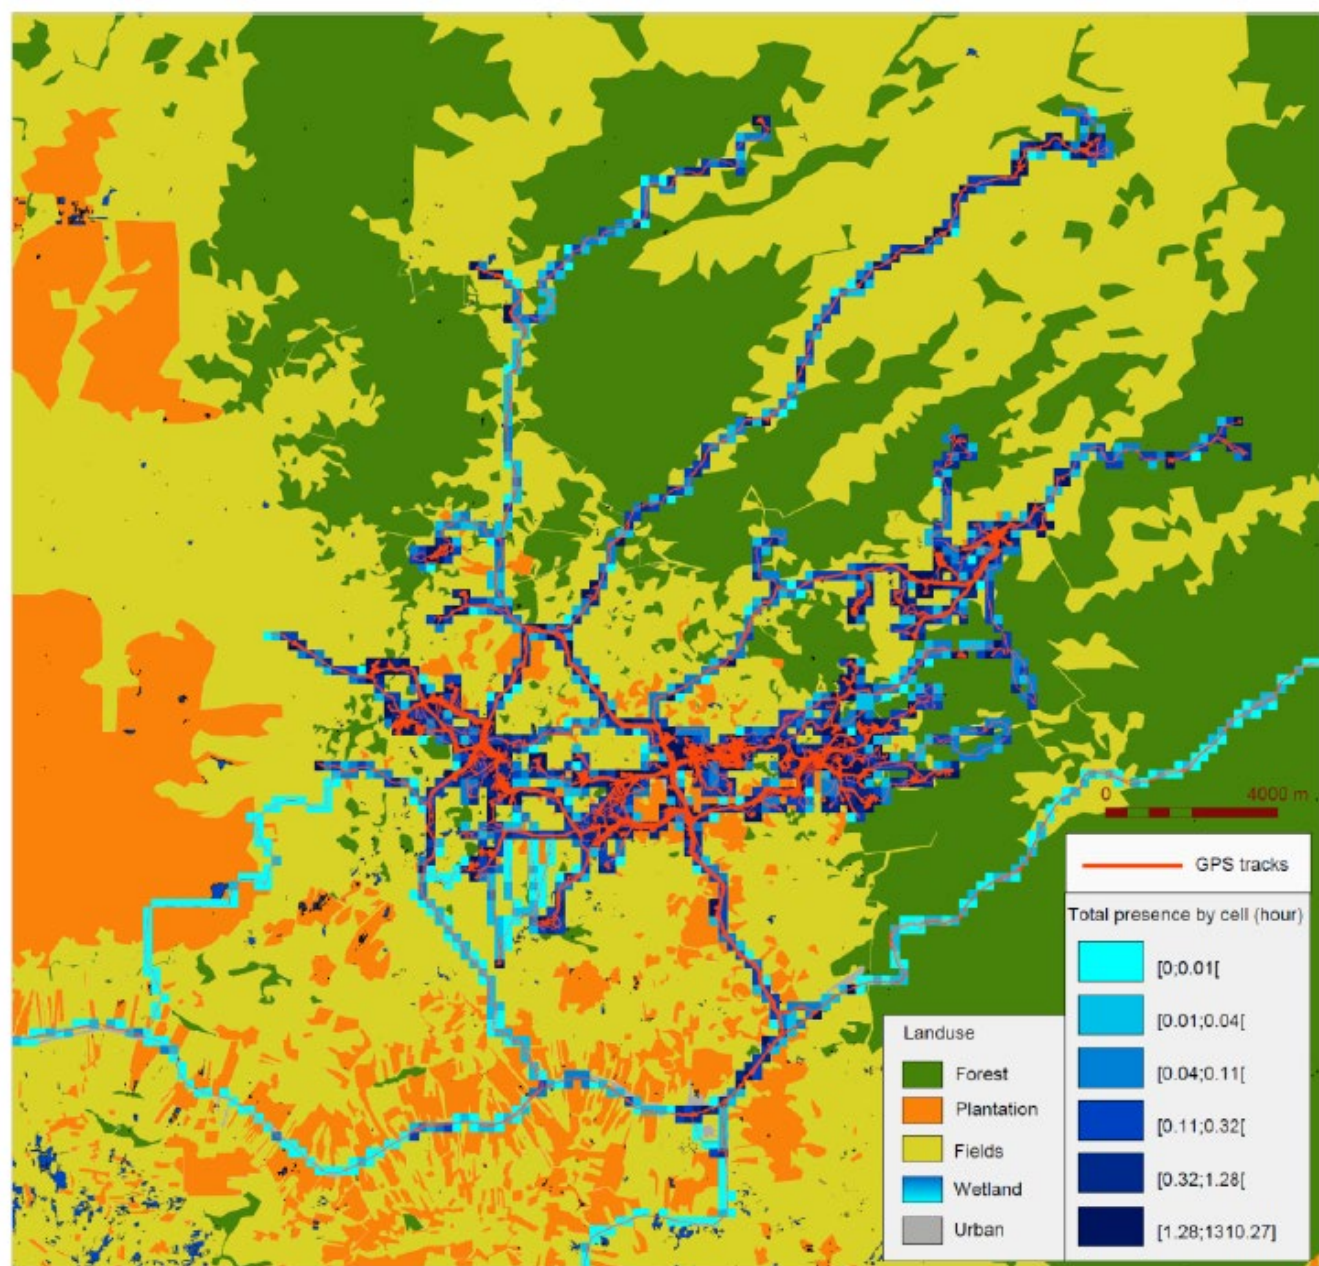 0 4000 m
GPS tracks
Total presence by cell (hour)
[0;0.01[
[0.01;0.04[
[0.04;0.11[
[0.11;0.32[
[0.32;1.28[
[1.28;1310.27]
Landuse
Forest
Plantation
Fields
Wetland
Urban